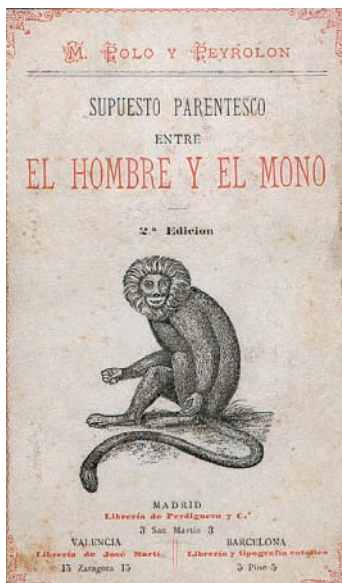 M. POLO Y PEYROLON
SUPUESTO PARENTESCO
ENTRE
EL HOMBRE Y EL MONO
2.ª Edicion
MADRID
Librería de Perdiguero y C.ª
3 San Martin 3
VALENCIA
Librería de José Martí
15 Zaragoza 15
BARCELONA
Librería y tipografía católica
5 Pino 5